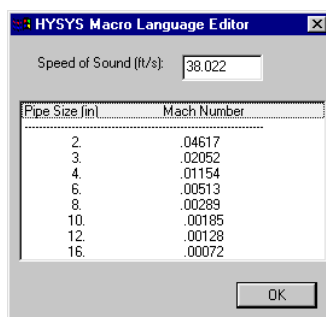 HYSYS Macro Language Editor
Speed of Sound (ft/s): 38.022
Pipe Size (in) Mach Number
--------------------------------------------------------
2. .04617
3. .02052
4. .01154
6. .00513
8. .00289
10. .00185
12. .00128
16. .00072
OK